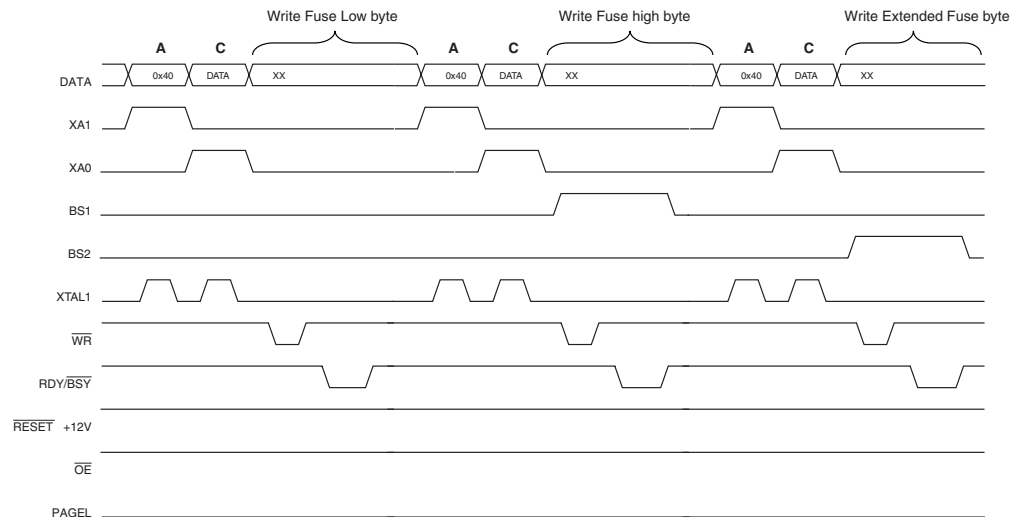 Write Fuse Low byte Write Fuse high byte Write Extended Fuse byte
A C A C A C
DATA 0x40 DATA XX 0x40 DATA XX 0x40 DATA XX
XA1
XA0
BS1
BS2
XTAL1
WR
RDY/BSY
RESET +12V
OE
PAGEL